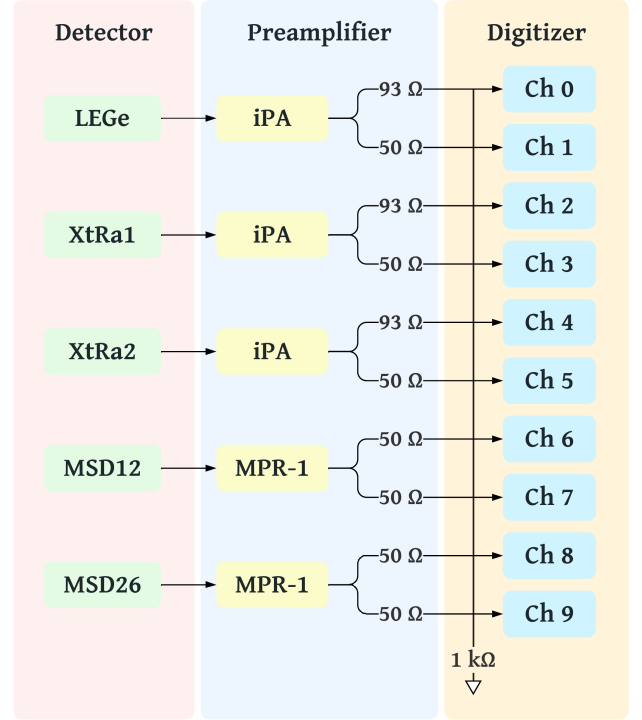 Detector Preamplifier Digitizer
93 Ω Ch 0
LEGe iPA
50 Ω Ch 1
93 Ω Ch 2
XtRa1 iPA
50 Ω Ch 3
93 Ω Ch 4
XtRa2 iPA
50 Ω Ch 5
50 Ω Ch 6
MSD12 MPR-1
50 Ω Ch 7
50 Ω Ch 8
MSD26 MPR-1
50 Ω Ch 9
1 kΩ